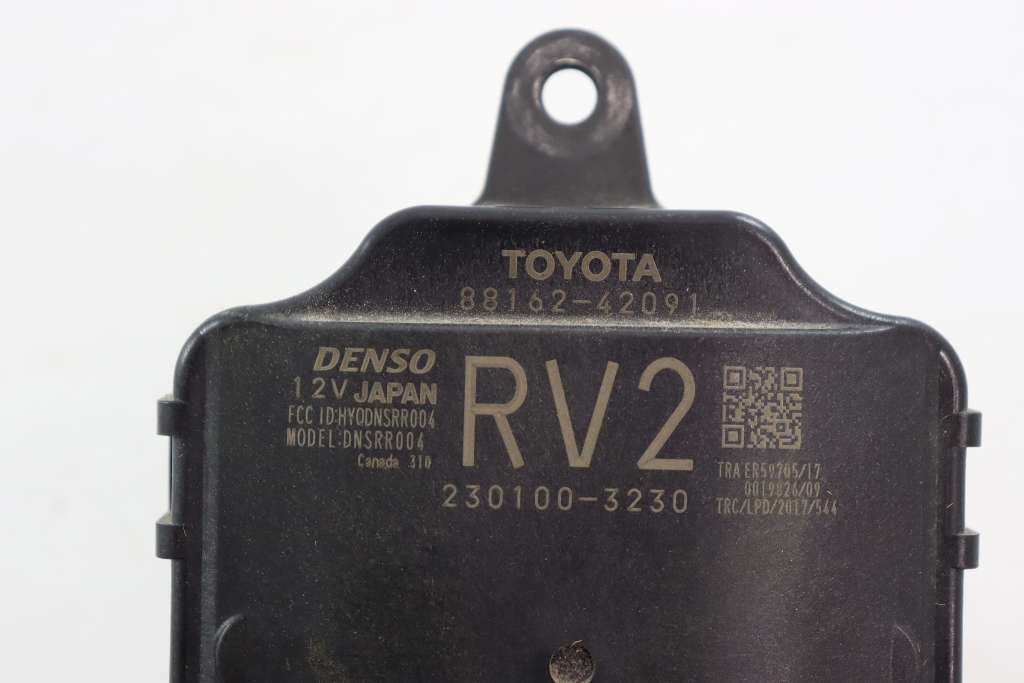 TOYOTA
88162-42091
DENSO
12V JAPAN
FCC ID:HYQDNSRR004
MODEL:DNSRR004
Canada 310
RV2
230100-3230
TRA ER59705/17
0019826/09
TRC/LPD/2017/544